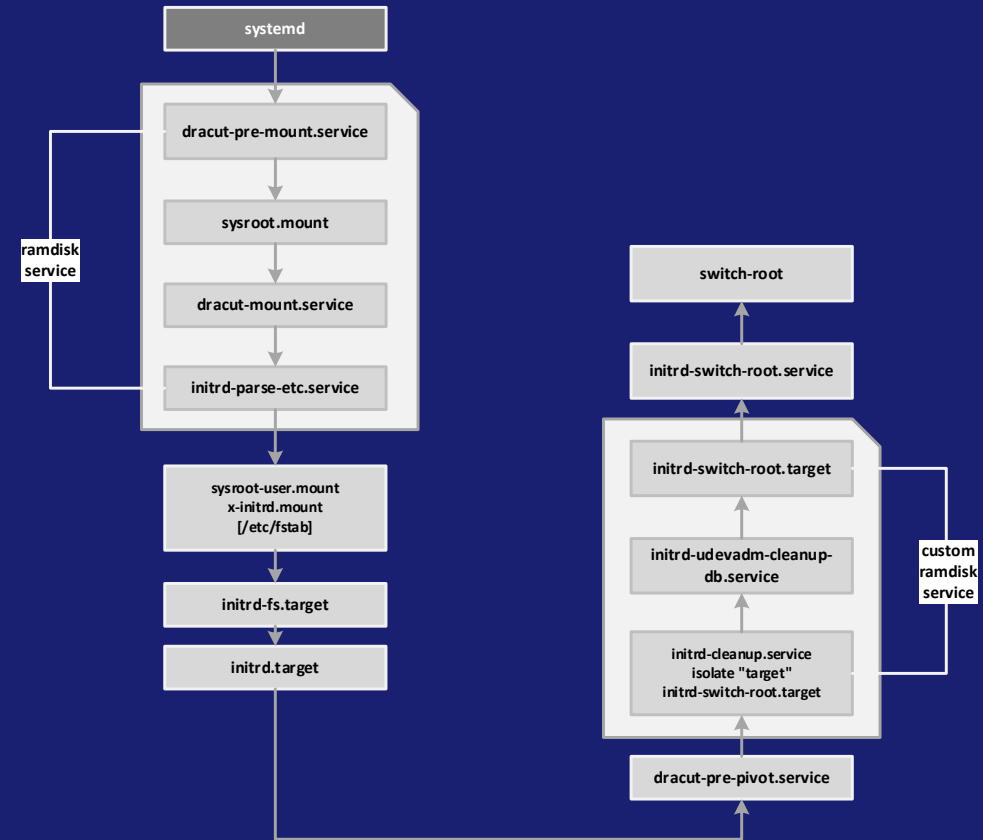 systemd
dracut-pre-mount.service
sysroot.mount
dracut-mount.service
initrd-parse-etc.service
ramdisk
service
sysroot-user.mount
x-initrd.mount
[/etc/fstab]
initrd-fs.target
initrd.target
switch-root
initrd-switch-root.service
initrd-switch-root.target
initrd-udevadm-cleanup-
db.service
initrd-cleanup.service
isolate "target"
initrd-switch-root.target
custom
ramdisk
service
dracut-pre-pivot.service